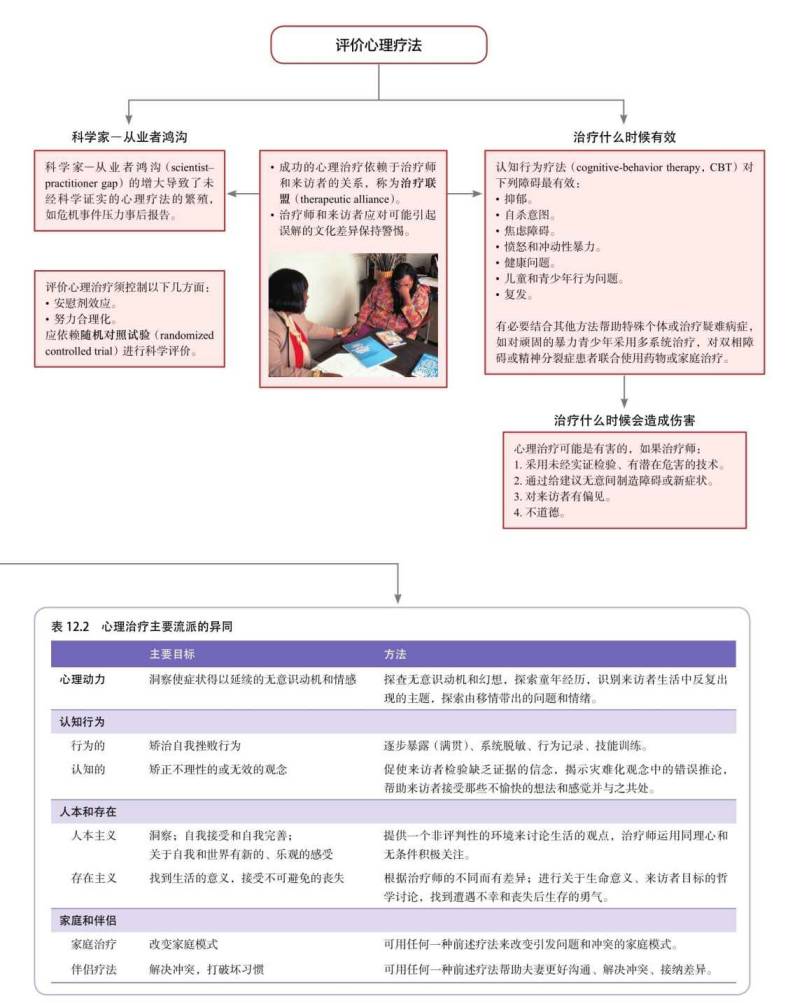 评价心理疗法
科学家—从业者鸿沟
科学家—从业者鸿沟（scientist–
practitioner gap）的增大导致了未
经科学证实的心理疗法的繁殖，
如危机事件压力事后报告。
评价心理治疗须控制以下几方面：
• 安慰剂效应。
• 努力合理化。
应依赖随机对照试验（randomized
controlled trial）进行科学评价。
• 成功的心理治疗依赖于治疗师
和来访者的关系，称为治疗联
盟（therapeutic alliance）。
• 治疗师和来访者应对可能引起
误解的文化差异保持警惕。
治疗什么时候有效
认知行为疗法（cognitive-behavior therapy，CBT）对
下列障碍最有效：
• 抑郁。
• 自杀意图。
• 焦虑障碍。
• 愤怒和冲动性暴力。
• 健康问题。
• 儿童和青少年行为问题。
• 复发。
有必要结合其他方法帮助特殊个体或治疗疑难病症，
如对顽固的暴力青少年采用多系统治疗，对双相障
碍或精神分裂症患者联合使用药物或家庭治疗。
治疗什么时候会造成伤害
心理治疗可能是有害的，如果治疗师：
1. 采用未经实证检验、有潜在危害的技术。
2. 通过给建议无意间制造障碍或新症状。
3. 对来访者有偏见。
4. 不道德。
表 12.2 心理治疗主要流派的异同
主要目标 方法
心理动力 洞察使症状得以延续的无意识动机和情感 探查无意识动机和幻想，探索童年经历，识别来访者生活中反复出
现的主题，探索由移情带出的问题和情绪。
认知行为
行为的 矫治自我挫败行为 逐步暴露（满贯）、系统脱敏、行为记录、技能训练。
认知的 矫正不理性的或无效的观念 促使来访者检验缺乏证据的信念，揭示灾难化观念中的错误推论，
帮助来访者接受那些不愉快的想法和感觉并与之共处。
人本和存在
人本主义 洞察；自我接受和自我完善； 提供一个非评判性的环境来讨论生活的观点，治疗师运用同理心和
关于自我和世界有新的、乐观的感受 无条件积极关注。
存在主义 找到生活的意义，接受不可避免的丧失 根据治疗师的不同而有差异；进行关于生命意义、来访者目标的哲
学讨论，找到遭遇不幸和丧失后生存的勇气。
家庭和伴侣
家庭治疗 改变家庭模式 可用任何一种前述疗法来改变引发问题和冲突的家庭模式。
伴侣疗法 解决冲突，打破坏习惯 可用任何一种前述疗法帮助夫妻更好沟通、解决冲突、接纳差异。